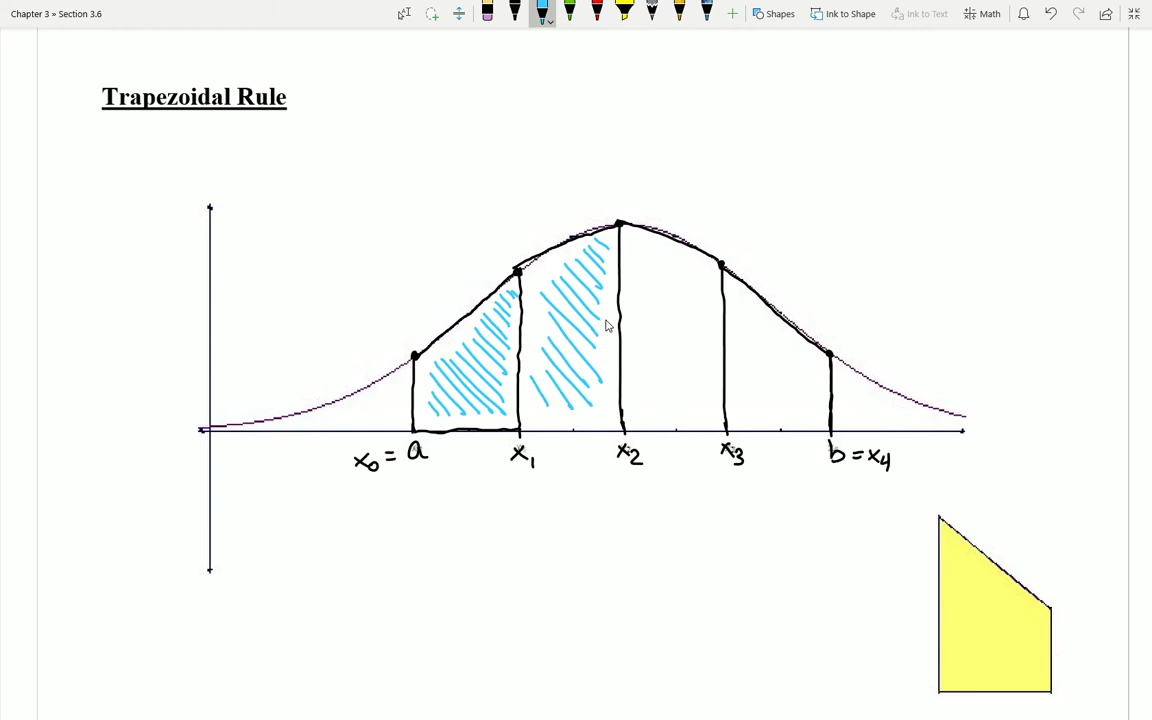 Chapter 3 » Section 3.6
Shapes Ink to Shape Ink to Text Math
Trapezoidal Rule
x₀ = a x₁ x₂ x₃ b = x₄